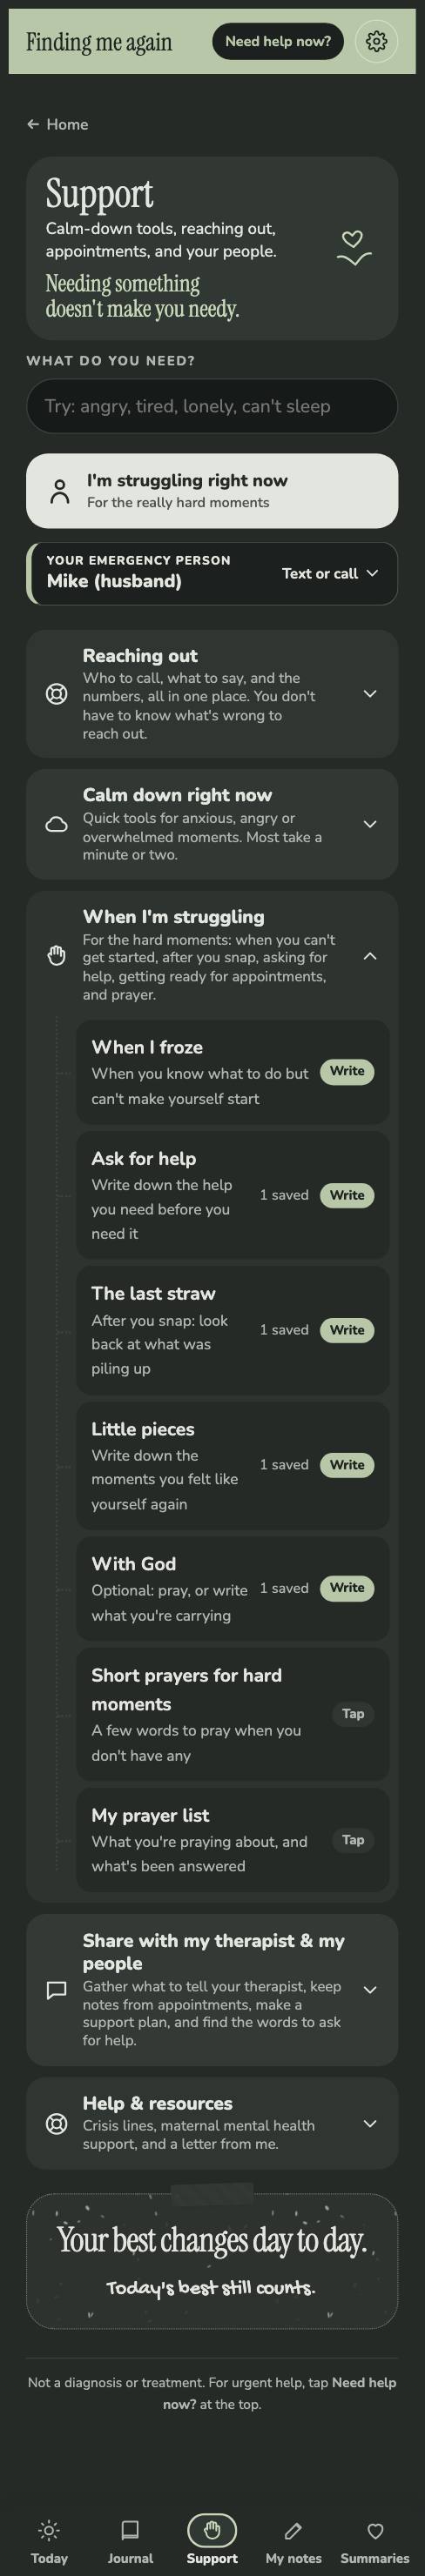 Finding me again
Need help now?
← Home
Support
Calm-down tools, reaching out,
appointments, and your people.
Needing something
doesn't make you needy.
WHAT DO YOU NEED?
Try: angry, tired, lonely, can't sleep
I'm struggling right now
For the really hard moments
YOUR EMERGENCY PERSON
Mike (husband)
Text or call
Reaching out
Who to call, what to say, and the
numbers, all in one place. You don't
have to know what's wrong to
reach out.
Calm down right now
Quick tools for anxious, angry or
overwhelmed moments. Most take a
minute or two.
When I'm struggling
For the hard moments: when you can't
get started, after you snap, asking for
help, getting ready for appointments,
and prayer.
When I froze
When you know what to do but
can't make yourself start
Write
Ask for help
Write down the help
you need before you
need it
1 saved
Write
The last straw
After you snap: look
back at what was
piling up
1 saved
Write
Little pieces
Write down the
moments you felt like
yourself again
1 saved
Write
With God
Optional: pray, or write
what you're carrying
1 saved
Write
Short prayers for hard
moments
A few words to pray when you
don't have any
Tap
My prayer list
What you're praying about, and
what's been answered
Tap
Share with my therapist & my
people
Gather what to tell your therapist, keep
notes from appointments, make a
support plan, and find the words to ask
for help.
Help & resources
Crisis lines, maternal mental health
support, and a letter from me.
Your best changes day to day.
Today's best still counts.
Not a diagnosis or treatment. For urgent help, tap Need help
now? at the top.
Today
Journal
Support
My notes
Summaries